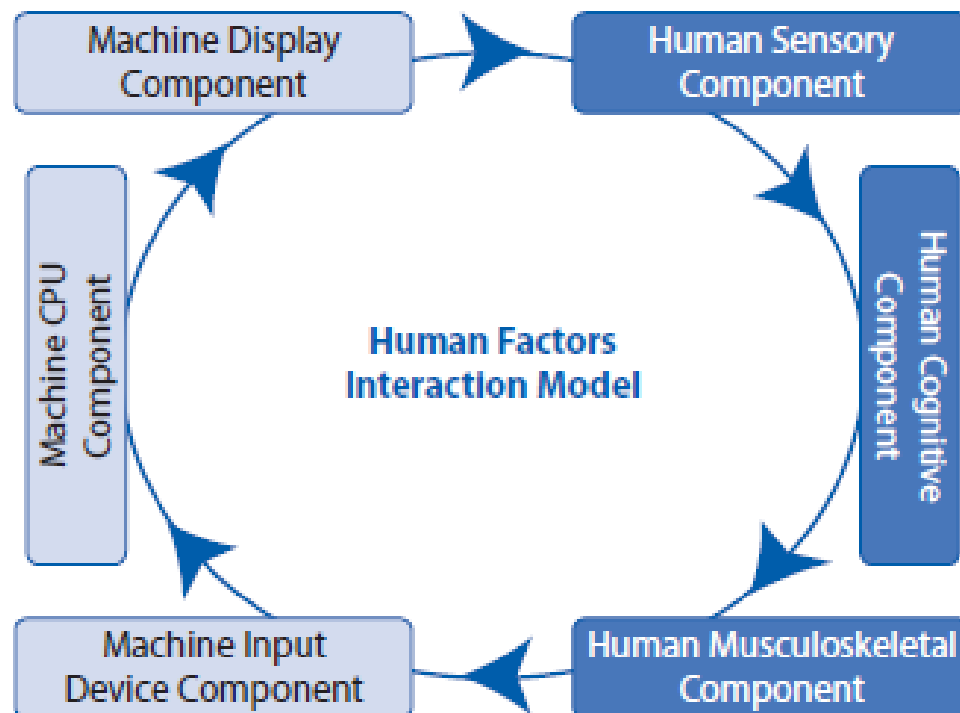 Machine Display
Component
Human Sensory
Component
Human Cognitive
Component
Human Musculoskeletal
Component
Machine Input
Device Component
Machine CPU
Component
Human Factors
Interaction Model